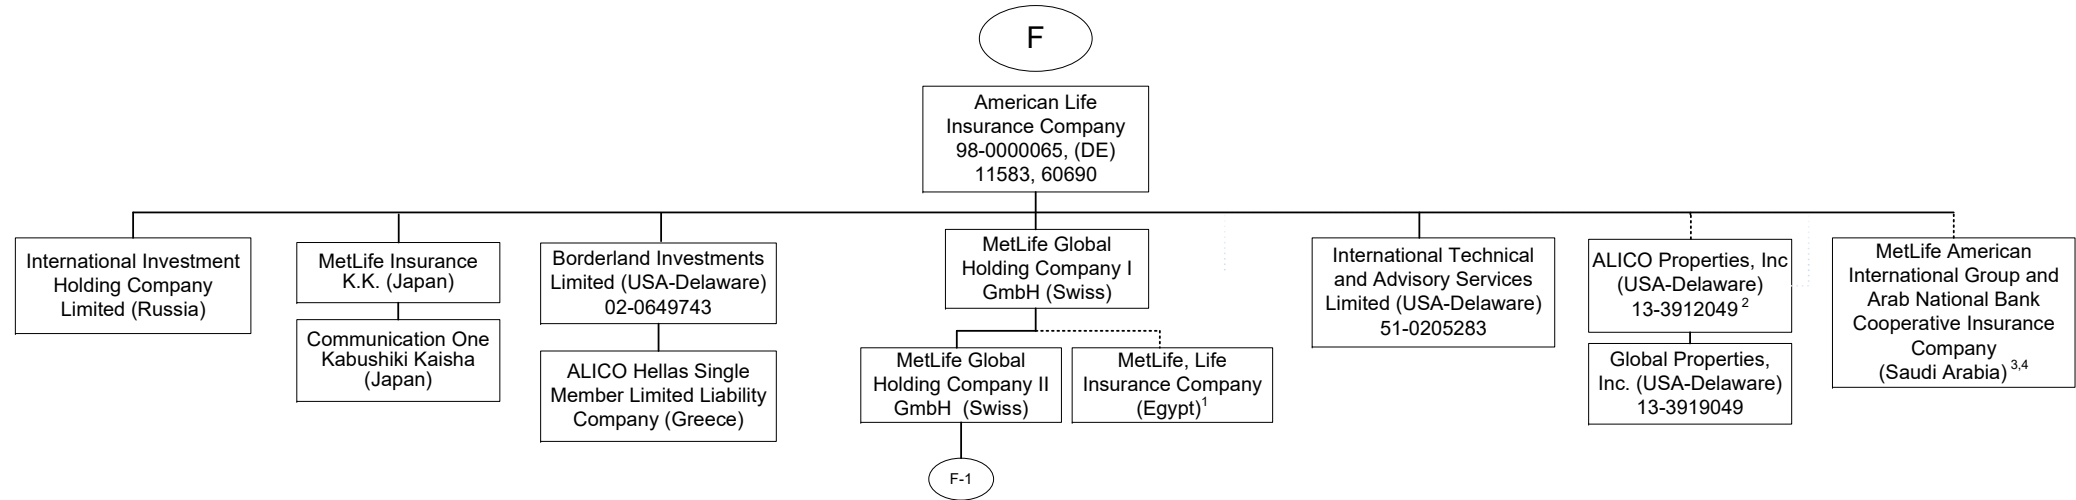 F
American Life
Insurance Company
98-0000065, (DE)
11583, 60690
International Investment
Holding Company
Limited (Russia)
MetLife Insurance
K.K. (Japan)
Communication One
Kabushiki Kaisha
(Japan)
Borderland Investments
Limited (USA-Delaware)
02-0649743
ALICO Hellas Single
Member Limited Liability
Company (Greece)
MetLife Global
Holding Company I
GmbH (Swiss)
MetLife Global
Holding Company II
GmbH (Swiss)
F-1
MetLife, Life
Insurance Company
(Egypt)1
International Technical
and Advisory Services
Limited (USA-Delaware)
51-0205283
ALICO Properties, Inc
(USA-Delaware)
13-3912049 2
Global Properties,
Inc. (USA-Delaware)
13-3919049
MetLife American
International Group and
Arab National Bank
Cooperative Insurance
Company
(Saudi Arabia) 3,4